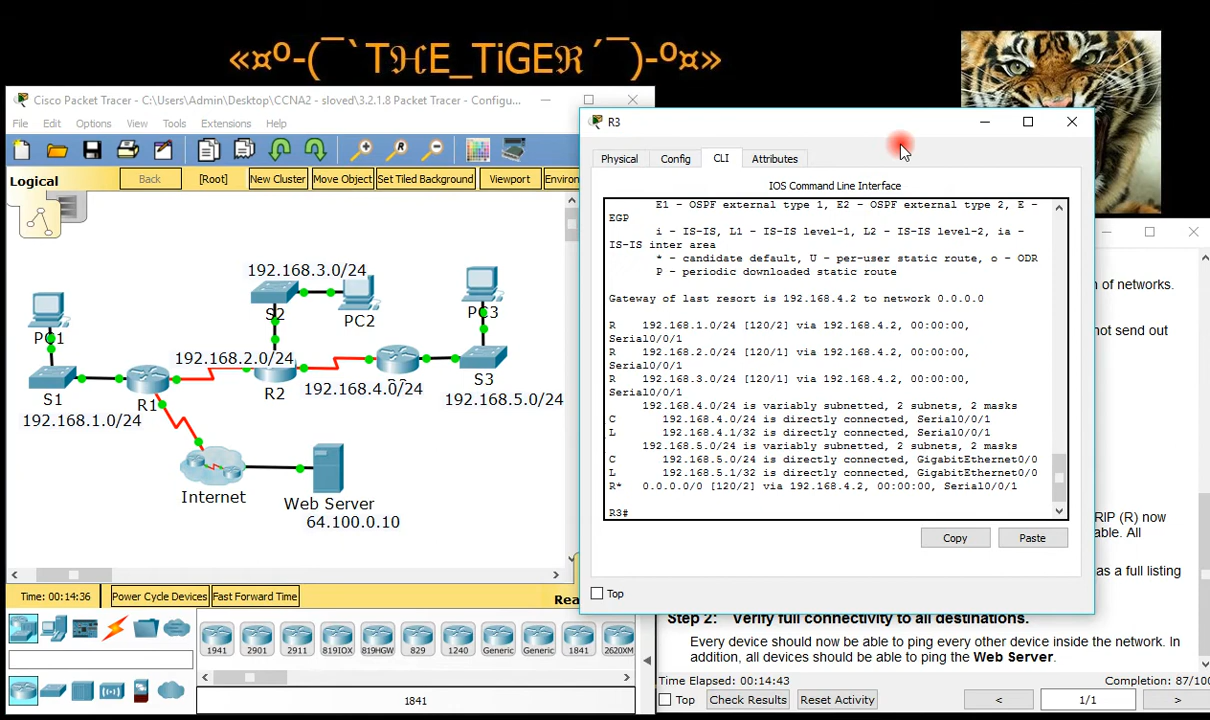 «¤º-(¯`TℋE_TiGEℜ´¯)-º¤»
Cisco Packet Tracer - C:\Users\Admin\Desktop\CCNA2 - sloved\3.2.1.8 Packet Tracer - Configu...
File Edit Options View Tools Extensions Help
Logical
Back
[Root]
New Cluster
Move Object
Set Tiled Background
Viewport
Environ
192.168.3.0/24
PC1
S2
PC2
PC3
192.168.2.0/24
S1
R1
R2
192.168.4.0/24
S3
192.168.1.0/24
192.168.5.0/24
Internet
Web Server
64.100.0.10
Time: 00:14:36
Power Cycle Devices
Fast Forward Time
Rea
1941
2901
2911
819IOX
819HGW
829
1240
Generic
Generic
1841
2620XM
1841
R3
Physical
Config
CLI
Attributes
IOS Command Line Interface
E1 - OSPF external type 1, E2 - OSPF external type 2, E -
EGP
i - IS-IS, L1 - IS-IS level-1, L2 - IS-IS level-2, ia -
IS-IS inter area
* - candidate default, U - per-user static route, o - ODR
P - periodic downloaded static route
Gateway of last resort is 192.168.4.2 to network 0.0.0.0
R 192.168.1.0/24 [120/2] via 192.168.4.2, 00:00:00,
Serial0/0/1
R 192.168.2.0/24 [120/1] via 192.168.4.2, 00:00:00,
Serial0/0/1
R 192.168.3.0/24 [120/1] via 192.168.4.2, 00:00:00,
Serial0/0/1
192.168.4.0/24 is variably subnetted, 2 subnets, 2 masks
C 192.168.4.0/24 is directly connected, Serial0/0/1
L 192.168.4.1/32 is directly connected, Serial0/0/1
192.168.5.0/24 is variably subnetted, 2 subnets, 2 masks
C 192.168.5.0/24 is directly connected, GigabitEthernet0/0
L 192.168.5.1/32 is directly connected, GigabitEthernet0/0
R* 0.0.0.0/0 [120/2] via 192.168.4.2, 00:00:00, Serial0/0/1
R3#
Copy
Paste
Top
n of networks.
not send out
RIP (R) now
able. All
as a full listing
Step 2: Verify full connectivity to all destinations.
Every device should now be able to ping every other device inside the network. In
addition, all devices should be able to ping the Web Server.
Time Elapsed: 00:14:43
Completion: 87/100
Top
Check Results
Reset Activity
<
1/1
>